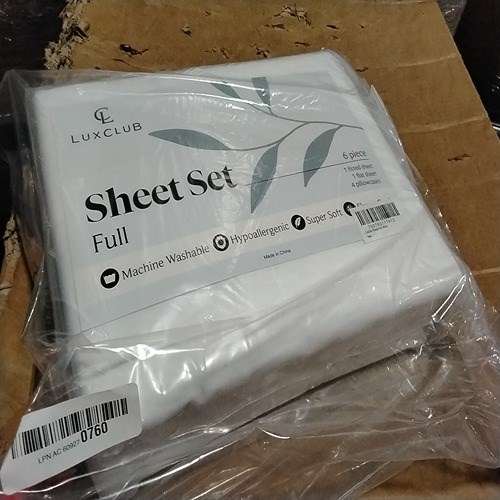 CL
LUXCLUB
Sheet Set
Full
6 piece
1 fitted sheet
1 flat sheet
4 pillowcases
Machine Washable
Hypoallergenic
Super Soft
Made in China
LPN AC 60927 0760